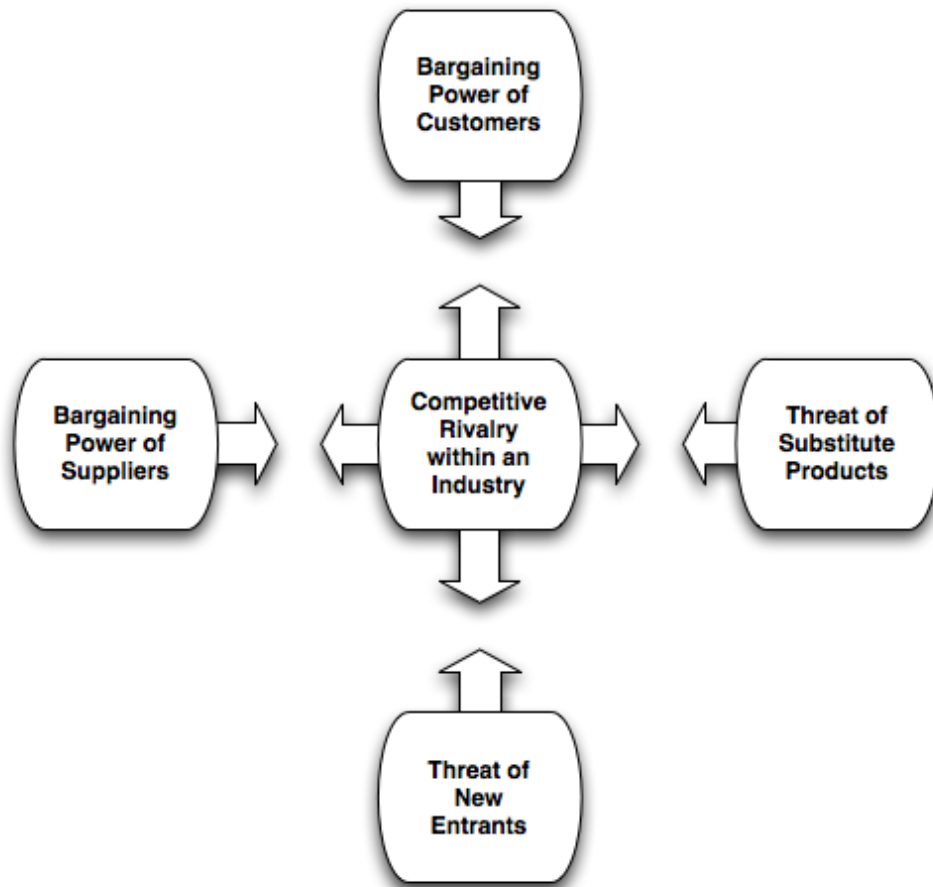 Bargaining
Power of
Customers
Bargaining
Power of
Suppliers
Competitive
Rivalry
within an
Industry
Threat of
Substitute
Products
Threat of
New
Entrants